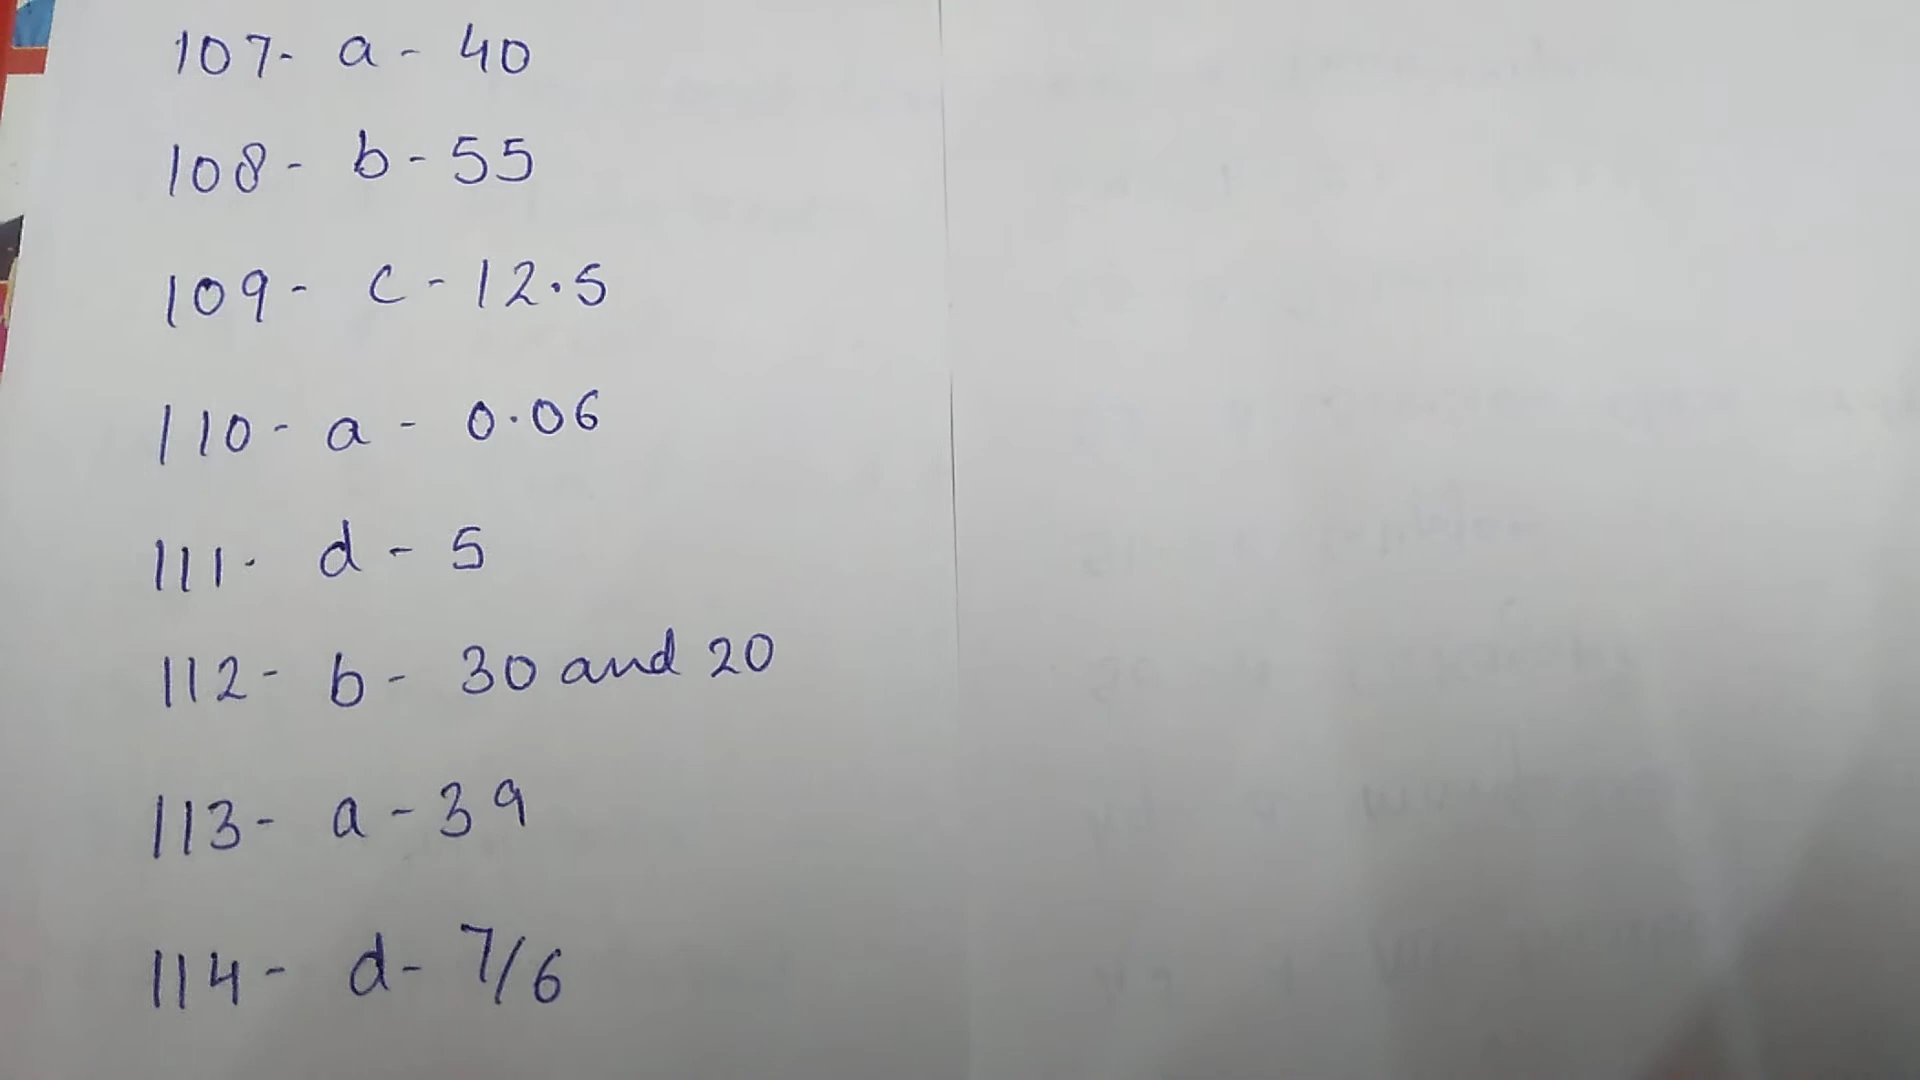 107- a - 40
108 - b - 55
109 - c - 12.5
110 - a - 0.06
111 - d - 5
112 - b - 30 and 20
113 - a - 39
114 - d - 7/6